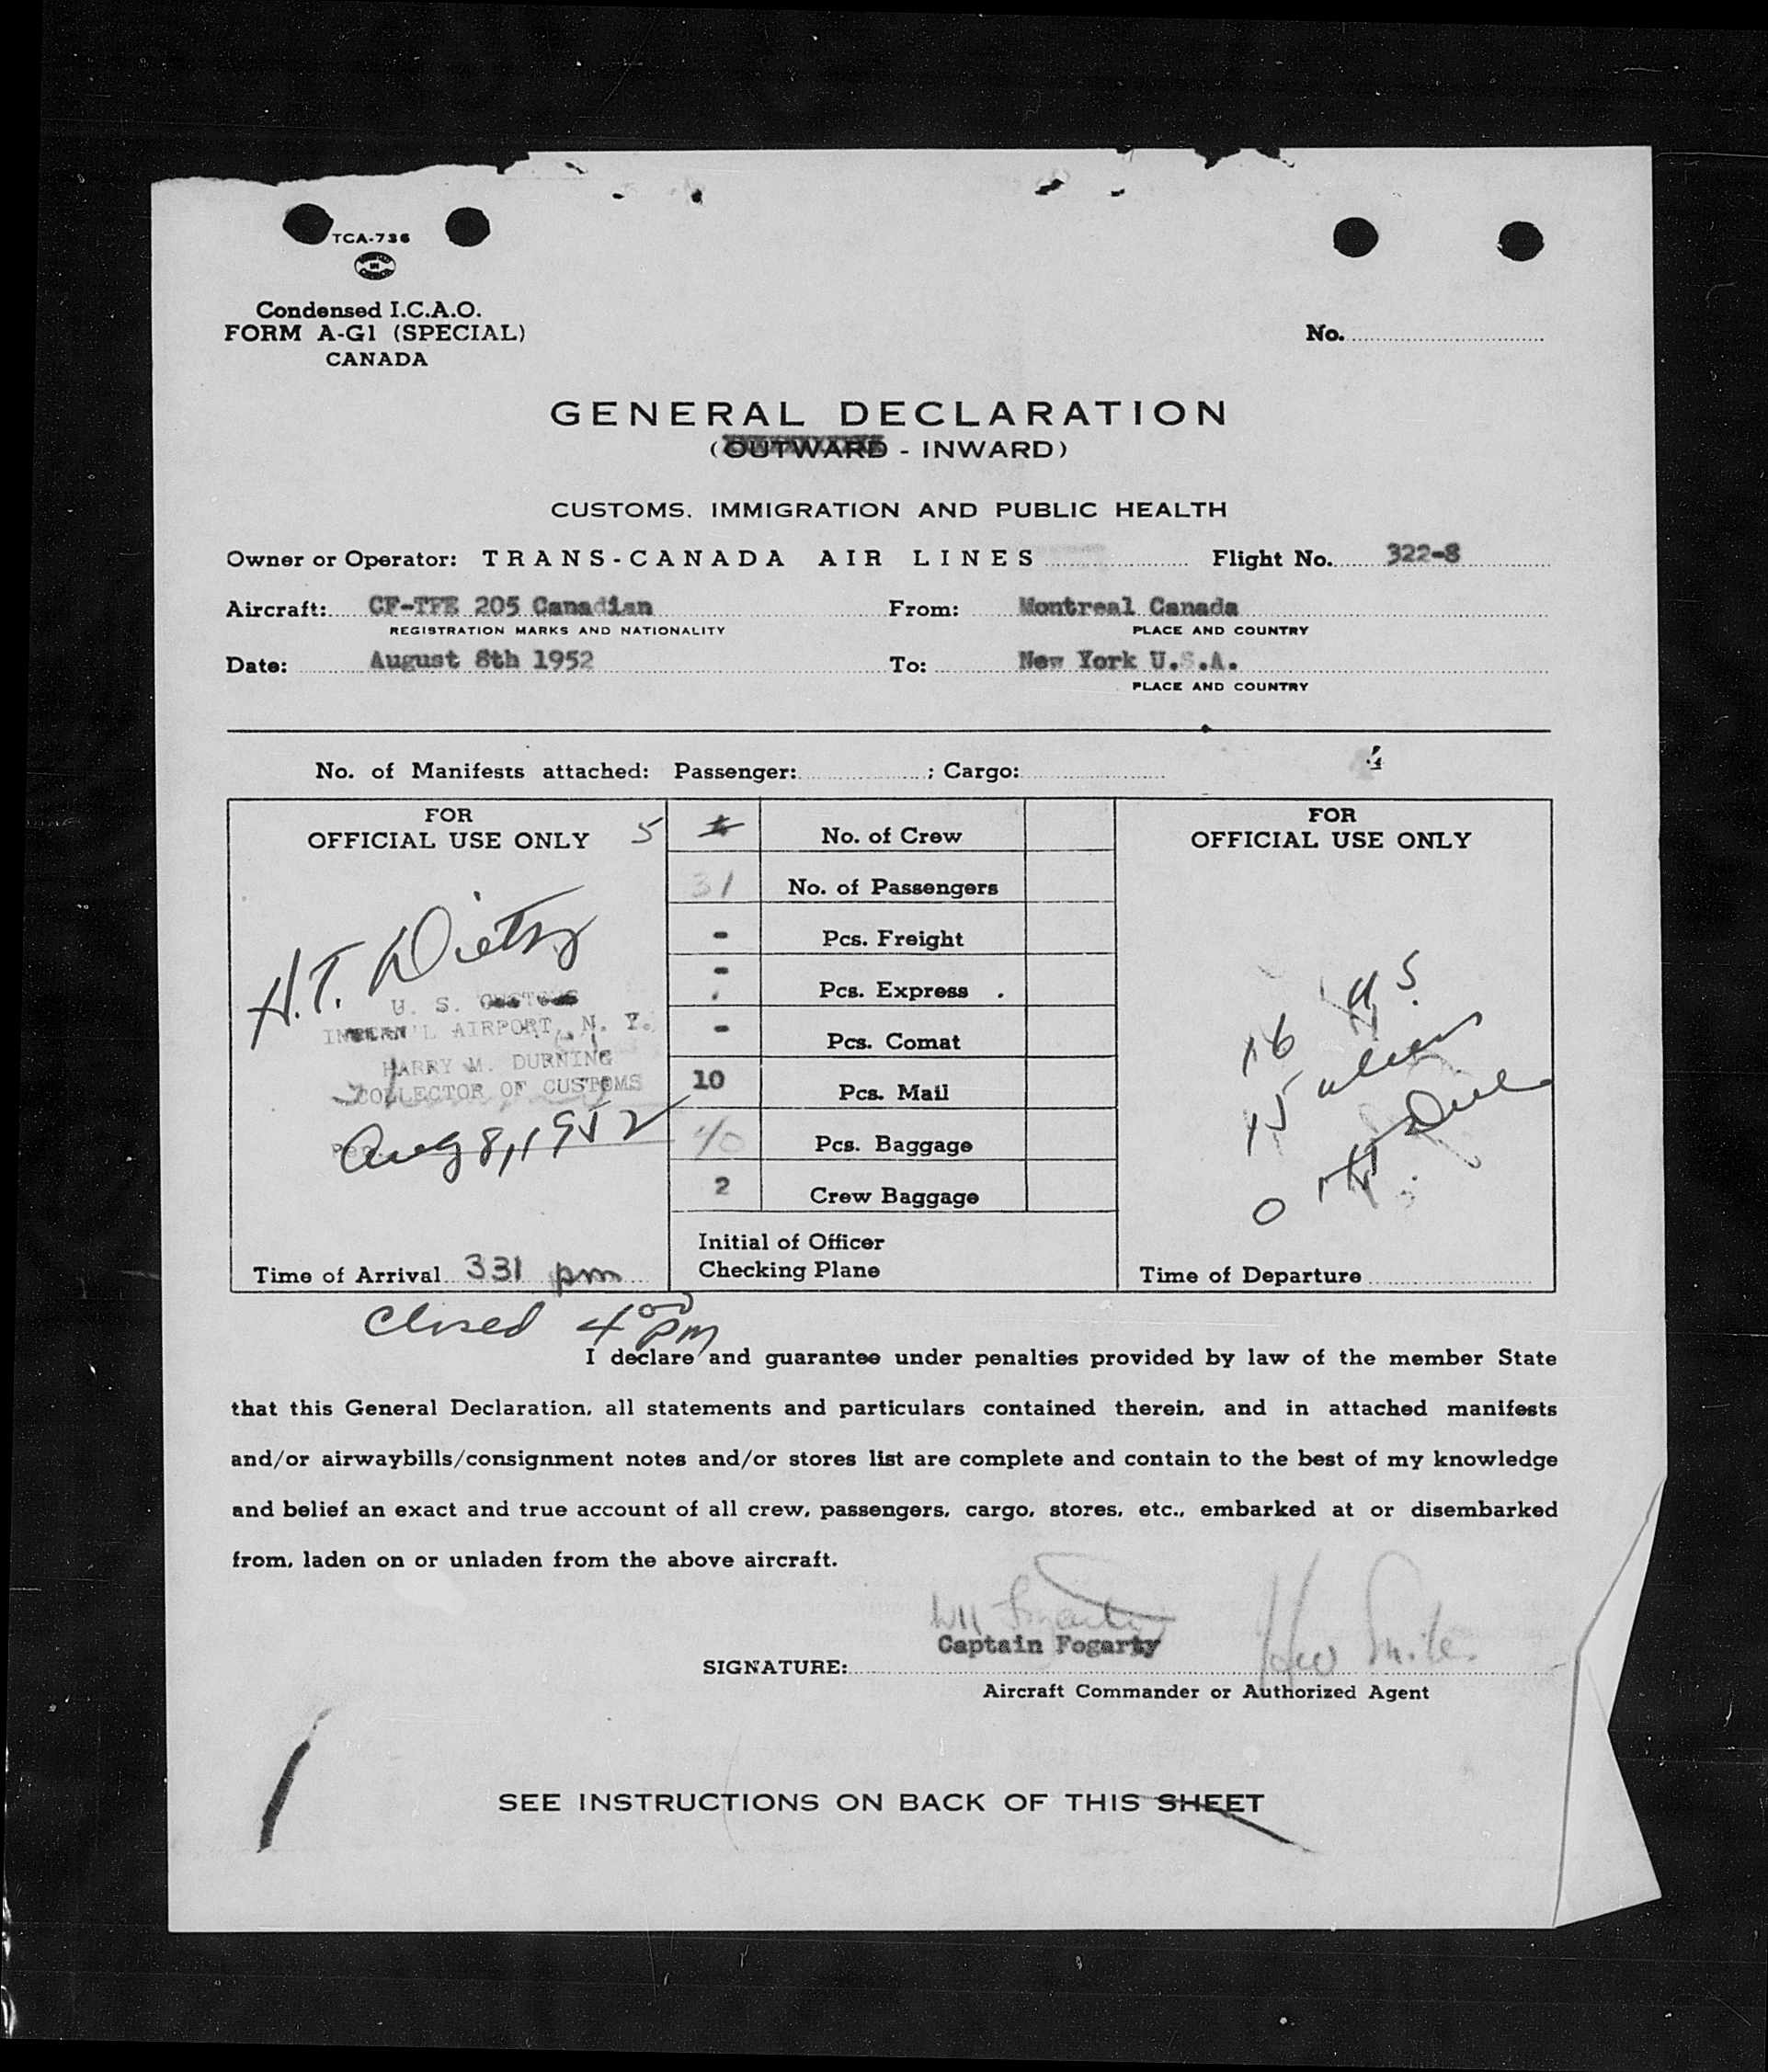 TCA-736
Condensed I.C.A.O.
FORM A-G1 (SPECIAL)
CANADA
No.
GENERAL DECLARATION
(OUTWARD - INWARD)
CUSTOMS, IMMIGRATION AND PUBLIC HEALTH
Owner or Operator: TRANS-CANADA AIR LINES Flight No. 322-8
Aircraft: CF-TFE 205 Canadian From: Montreal Canada
REGISTRATION MARKS AND NATIONALITY PLACE AND COUNTRY
Date: August 8th 1952 To: New York U.S.A.
PLACE AND COUNTRY
No. of Manifests attached: Passenger: ; Cargo:
FOR
OFFICIAL USE ONLY
H.T. Dietz
U. S. CUSTOMS
INTERN'L AIRPORT, N. Y.
HARRY M. DURNING
COLLECTOR OF CUSTOMS
Aug 8, 1952
Time of Arrival 331 pm
5 No. of Crew
31 No. of Passengers
- Pcs. Freight
- Pcs. Express
- Pcs. Comat
10 Pcs. Mail
40 Pcs. Baggage
2 Crew Baggage
Initial of Officer
Checking Plane
FOR
OFFICIAL USE ONLY
16 U S
15 aliens
0
Time of Departure
Closed 4 00 PM
I declare and guarantee under penalties provided by law of the member State
that this General Declaration, all statements and particulars contained therein, and in attached manifests
and/or airwaybills/consignment notes and/or stores list are complete and contain to the best of my knowledge
and belief an exact and true account of all crew, passengers, cargo, stores, etc., embarked at or disembarked
from, laden on or unladen from the above aircraft.
Captain Fogarty
SIGNATURE:
Aircraft Commander or Authorized Agent
SEE INSTRUCTIONS ON BACK OF THIS SHEET